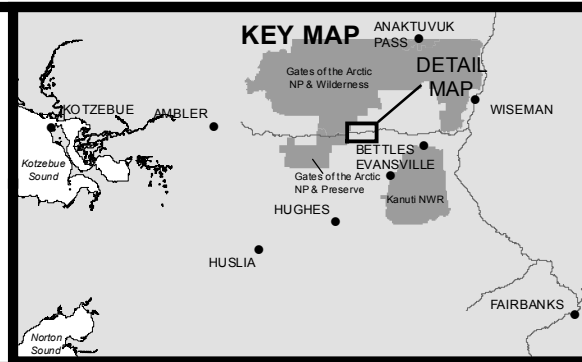 KEY MAP
ANAKTUVUK
PASS
Gates of the Arctic
NP & Wilderness
DETAIL
MAP
KOTZEBUE
AMBLER
WISEMAN
Kotzebue
Sound
BETTLES
EVANSVILLE
Gates of the Arctic
NP & Preserve
Kanuti NWR
HUGHES
HUSLIA
FAIRBANKS
Norton
Sound